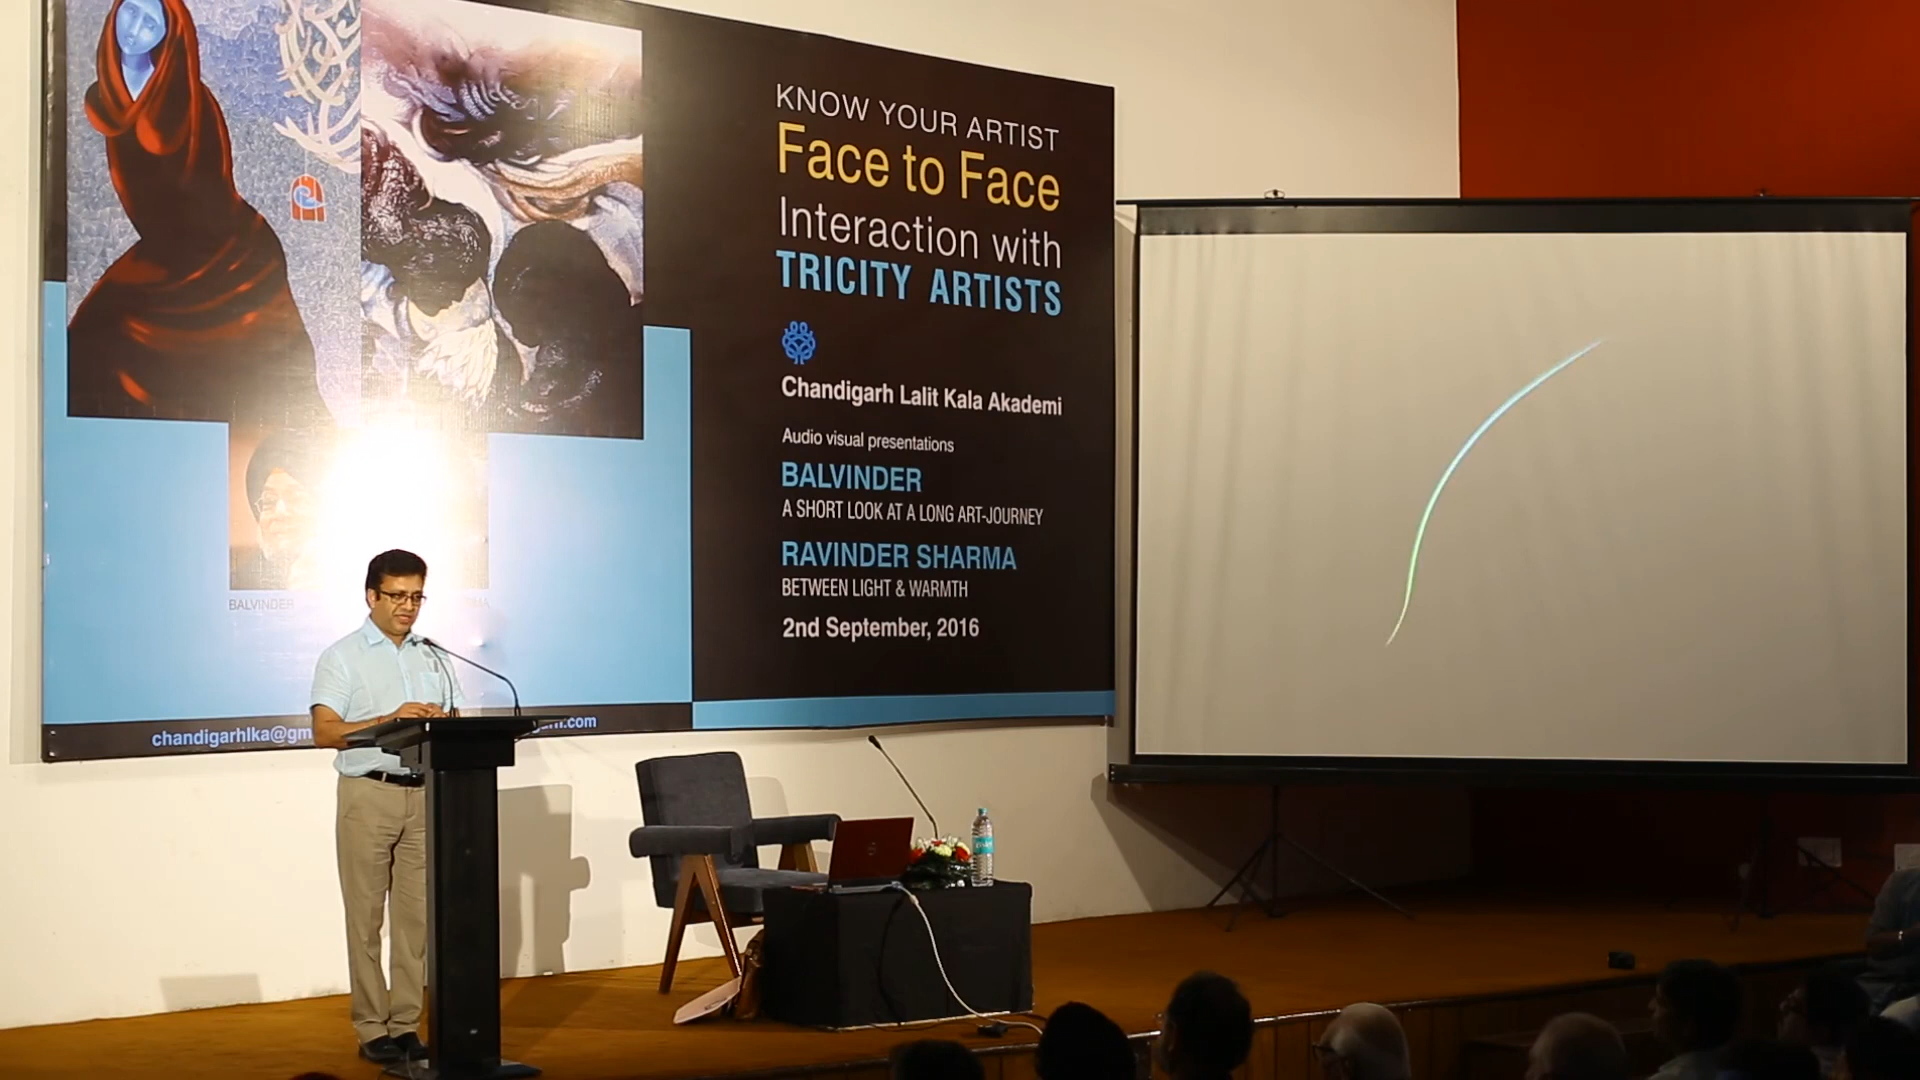 KNOW YOUR ARTIST
Face to Face
Interaction with
TRICITY ARTISTS
Chandigarh Lalit Kala Akademi
Audio visual presentations
BALVINDER
A SHORT LOOK AT A LONG ART-JOURNEY
RAVINDER SHARMA
BETWEEN LIGHT & WARMTH
2nd September, 2016
BALVINDER
chandigarhlka@gm
.com